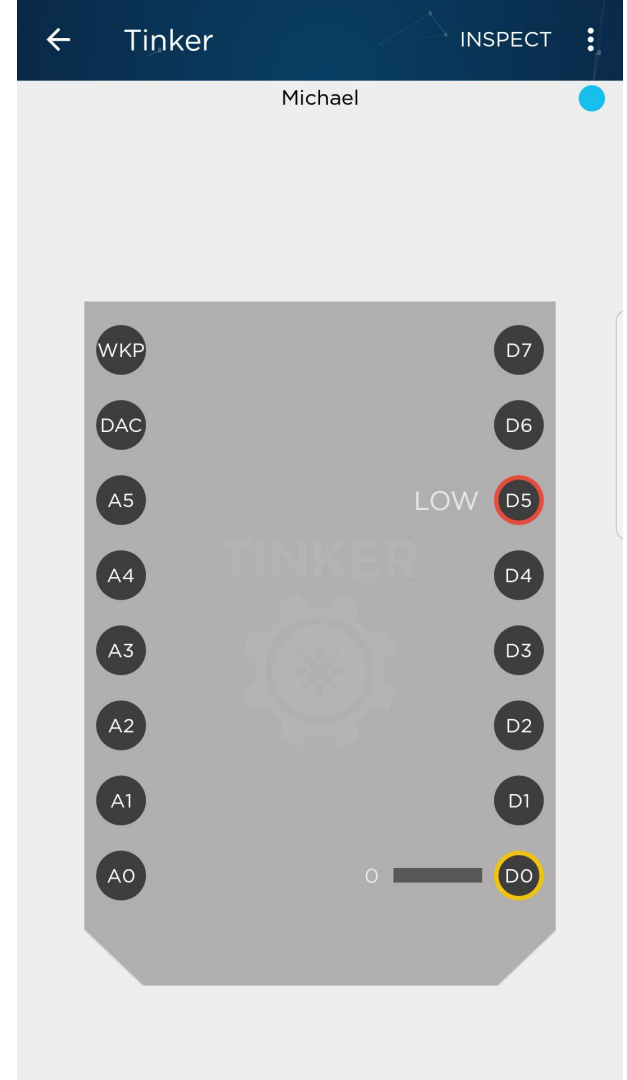 Tinker INSPECT
Michael
WKP D7
DAC D6
A5 LOW D5
TINKER
A4 D4
A3 D3
A2 D2
A1 D1
A0 0 D0